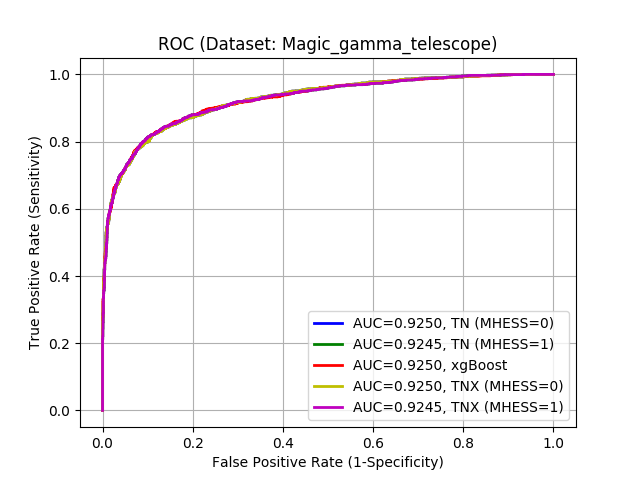 ROC (Dataset: Magic_gamma_telescope)
1.0
0.8
0.6
0.4
0.2
0.0
True Positive Rate (Sensitivity)
AUC=0.9250, TN (MHESS=0)
AUC=0.9245, TN (MHESS=1)
AUC=0.9250, xgBoost
AUC=0.9250, TNX (MHESS=0)
AUC=0.9245, TNX (MHESS=1)
0.0 0.2 0.4 0.6 0.8 1.0
False Positive Rate (1-Specificity)